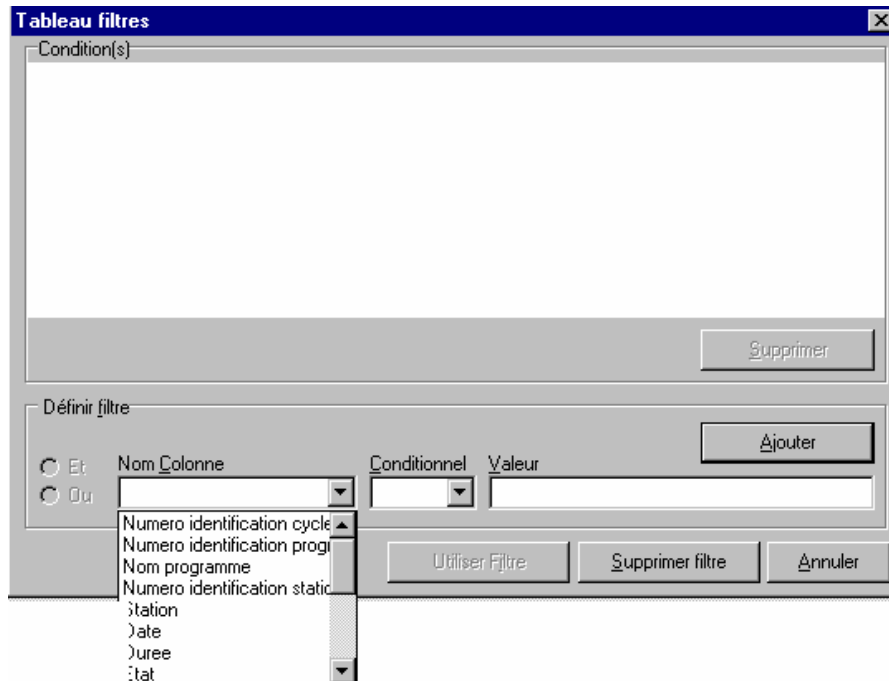 Tableau filtres
Condition(s)
Supprimer
Définir filtre
Ajouter
Et
Ou
Nom Colonne
Conditionnel
Valeur
Numero identification cycle
Numero identification progr
Nom programme
Numero identification static
Station
Date
Duree
Etat
Utiliser Filtre
Supprimer filtre
Annuler